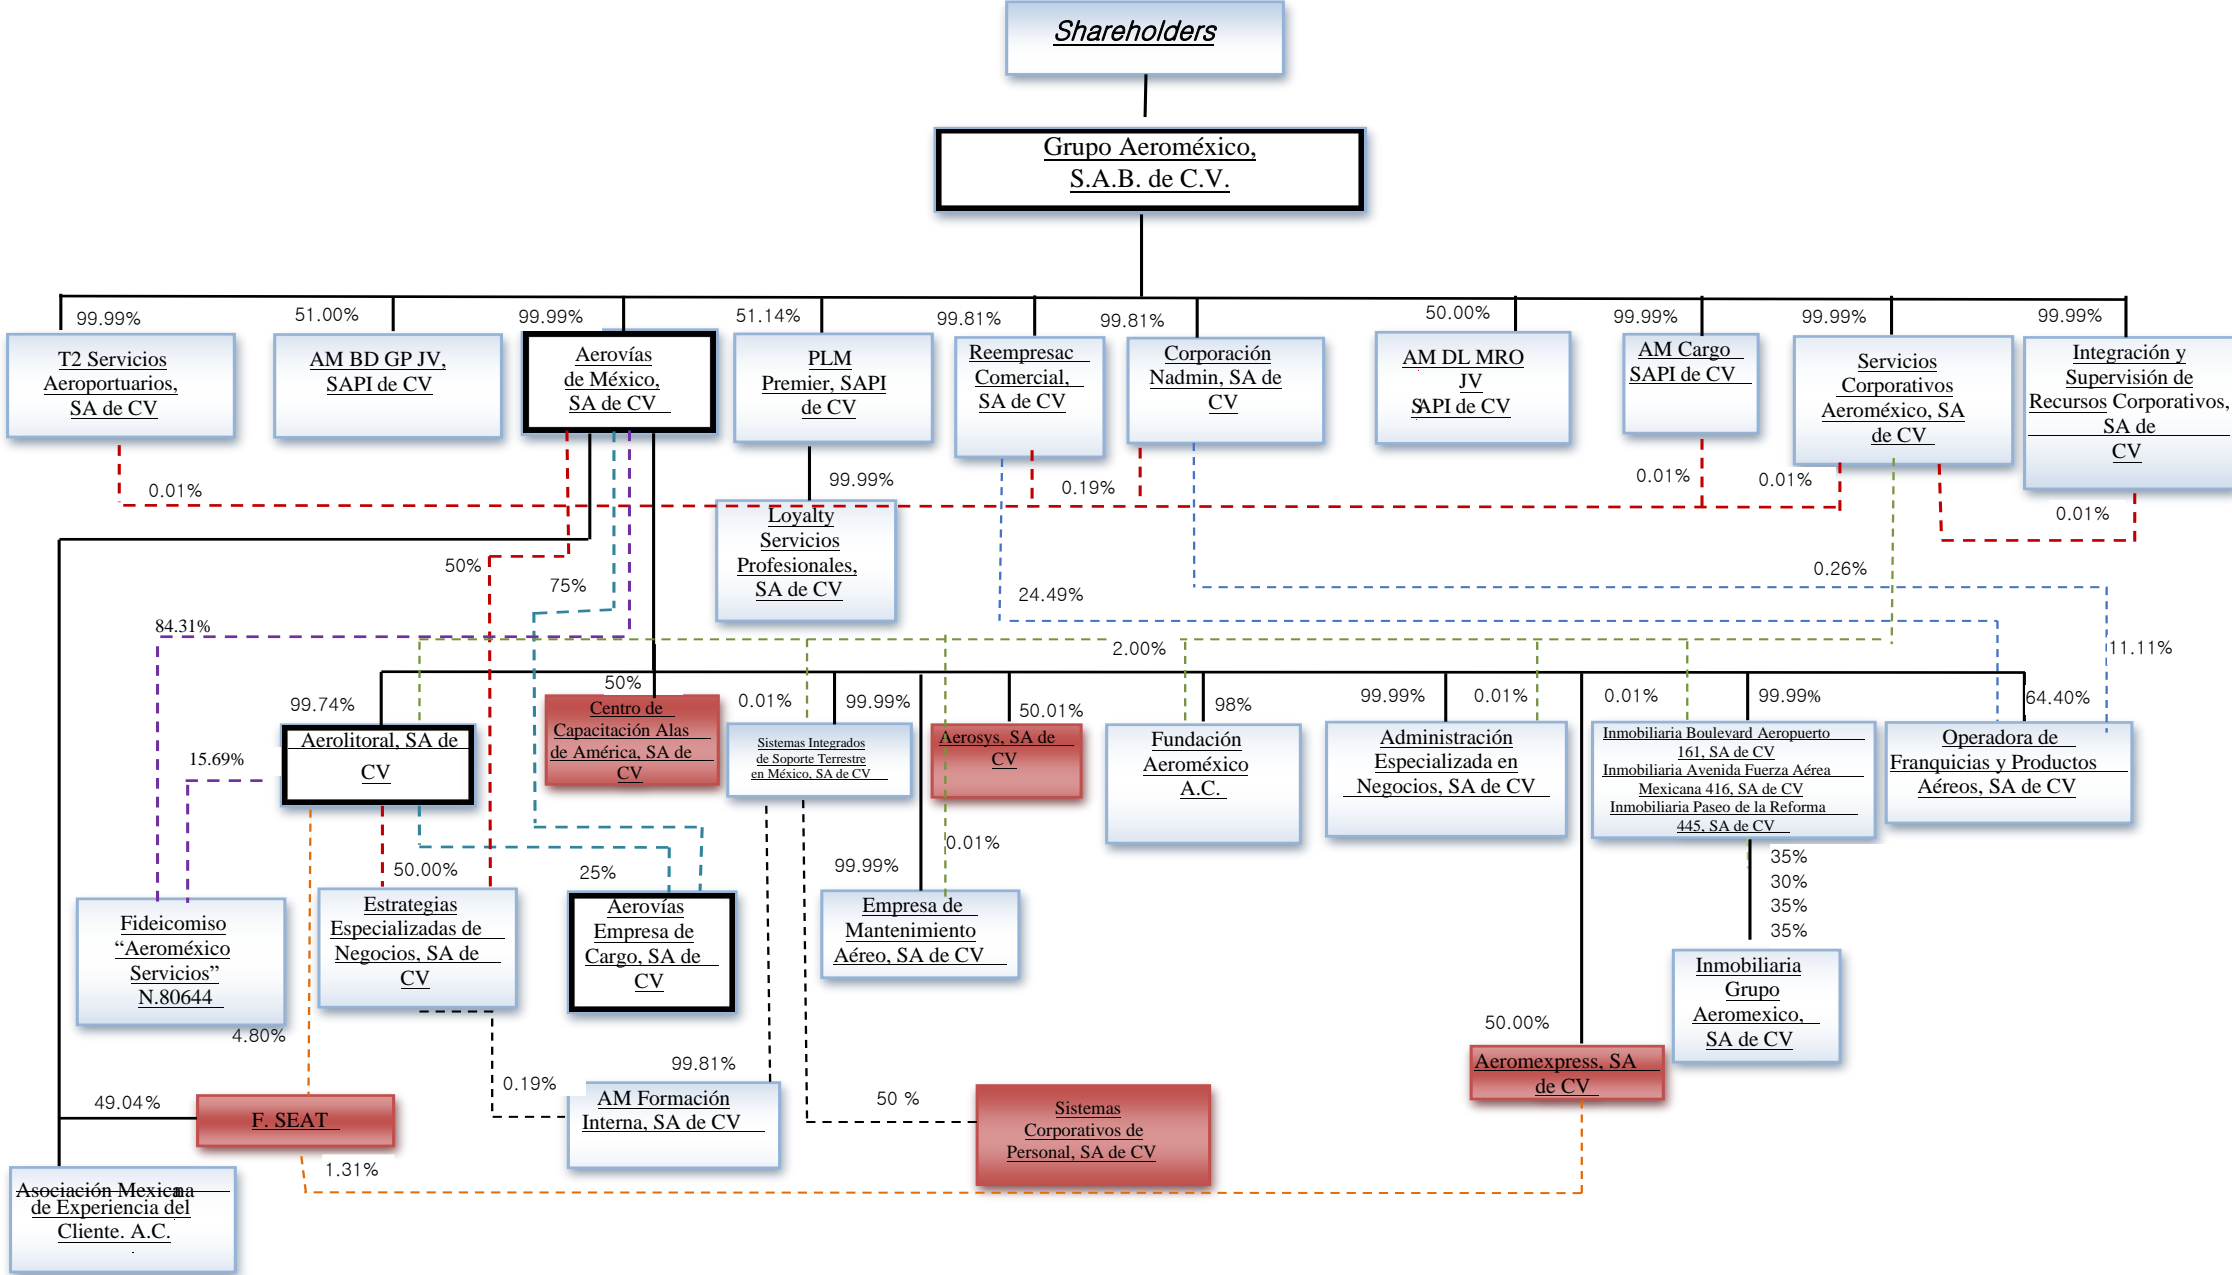 Shareholders
Grupo Aeroméxico,
S.A.B. de C.V.
99.99%
51.00%
99.99%
51.14%
99.81%
99.81%
50.00%
99.99%
99.99%
99.99%
T2 Servicios
Aeroportuarios,
SA de CV
AM BD GP JV,
SAPI de CV
Aerovías
de México,
SA de CV
PLM
Premier, SAPI
de CV
Reempresac
Comercial,
SA de CV
Corporación
Nadmin, SA de
CV
AM DL MRO
JV
SAPI de CV
AM Cargo
SAPI de CV
Servicios
Corporativos
Aeroméxico, SA
de CV
Integración y
Supervisión de
Recursos Corporativos,
SA de
CV
0.01%
99.99%
0.19%
0.01%
0.01%
0.01%
Loyalty
Servicios
Profesionales,
SA de CV
50%
75%
24.49%
0.26%
84.31%
2.00%
11.11%
99.74%
50%
0.01%
99.99%
50.01%
98%
99.99%
0.01%
0.01%
99.99%
64.40%
Aerolitoral, SA de
CV
Centro de
Capacitación Alas
de América, SA de
CV
Sistemas Integrados
de Soporte Terrestre
en México, SA de CV
Aerosys, SA de
CV
Fundación
Aeroméxico
A.C.
Administración
Especializada en
Negocios, SA de CV
Inmobiliaria Boulevard Aeropuerto
161, SA de CV
Inmobiliaria Avenida Fuerza Aérea
Mexicana 416, SA de CV
Inmobiliaria Paseo de la Reforma
445, SA de CV
Operadora de
Franquicias y Productos
Aéreos, SA de CV
15.69%
50.00%
25%
99.99%
0.01%
35%
30%
35%
35%
Fideicomiso
“Aeroméxico
Servicios”
N.80644
Estrategias
Especializadas de
Negocios, SA de
CV
Aerovías
Empresa de
Cargo, SA de
CV
Empresa de
Mantenimiento
Aéreo, SA de CV
Inmobiliaria
Grupo
Aeromexico,
SA de CV
4.80%
0.19%
99.81%
50 %
50.00%
49.04%
F. SEAT
AM Formación
Interna, SA de CV
Sistemas
Corporativos de
Personal, SA de CV
Aeromexpress, SA
de CV
1.31%
Asociación Mexicana
de Experiencia del
Cliente. A.C.